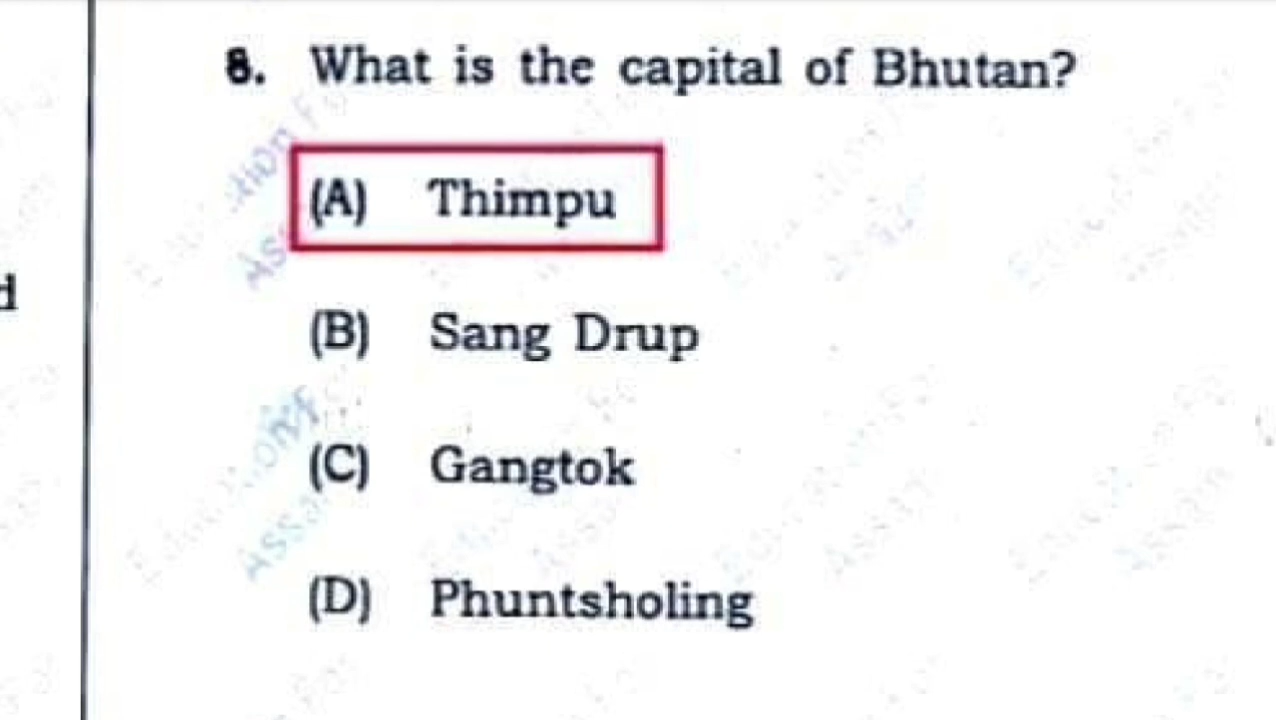 8. What is the capital of Bhutan?
(A) Thimpu
(B) Sang Drup
(C) Gangtok
(D) Phuntsholing